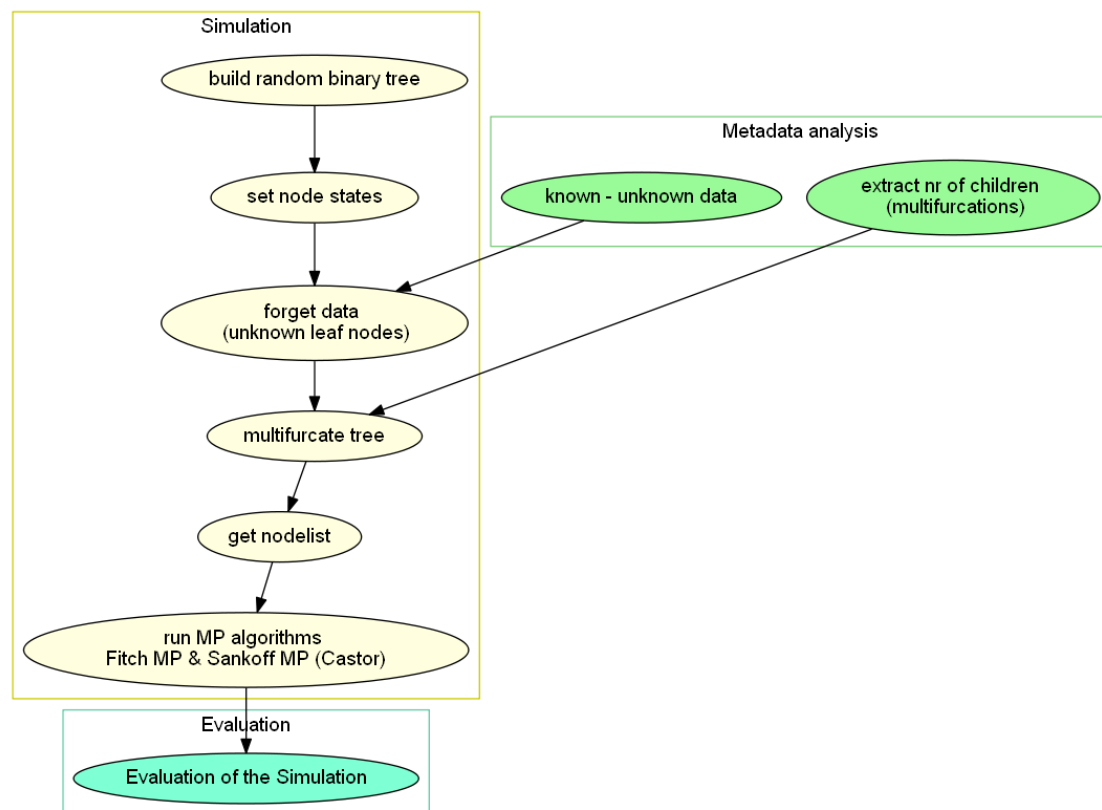 Simulation
build random binary tree
Metadata analysis
set node states
known - unknown data
extract nr of children
(multifurcations)
forget data
(unknown leaf nodes)
multifurcate tree
get nodelist
run MP algorithms
Fitch MP & Sankoff MP (Castor)
Evaluation
Evaluation of the Simulation